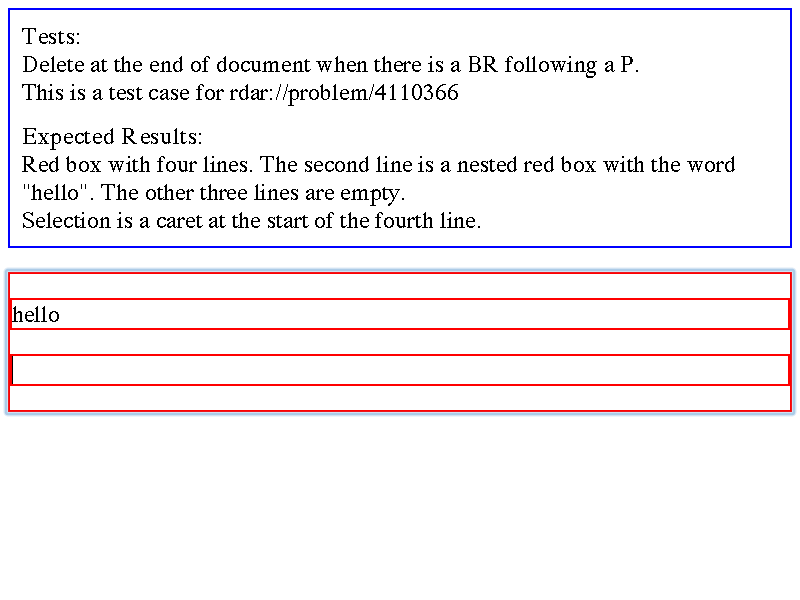 Tests:
Delete at the end of document when there is a BR following a P.
This is a test case for rdar://problem/4110366
Expected Results:
Red box with four lines. The second line is a nested red box with the word
"hello". The other three lines are empty.
Selection is a caret at the start of the fourth line.
hello